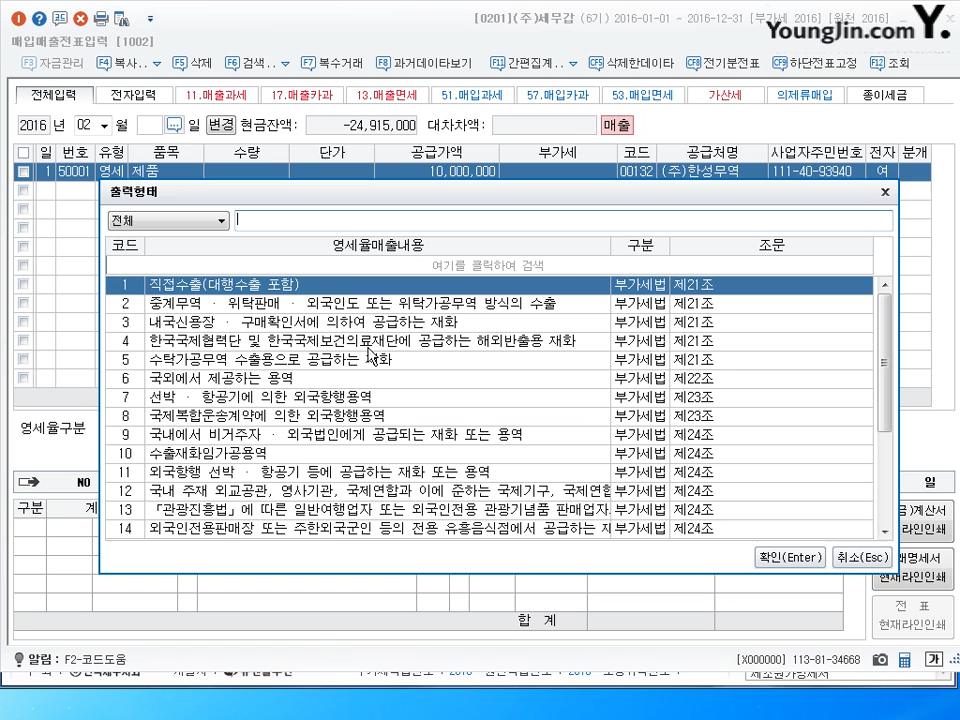 [0201](주)세무갑 (6기) 2016-01-01 ~ 2016-12-31 [부가세 2016] [원천 2016]
YoungJin.com Y.
매입매출전표입력 [1002]
F3 자금관리 F4 복사.. F5 삭제 F6 검색.. F7 복수거래 F8 과거데이타보기 F11 간편집계.. CF5 삭제한데이타 CF8 전기분전표 CF9 하단전표고정 F12 조회
전체입력 전자입력 11.매출과세 17.매출카과 13.매출면세 51.매입과세 57.매입카과 53.매입면세 가산세 의제류매입 종이세금
2016 년 02 월 일 변경 현금잔액: -24,915,000 대차차액: 매출
일 번호 유형 품목 수량 단가 공급가액 부가세 코드 공급처명 사업자주민번호 전자 분개
1 50001 영세 제품 10,000,000 00132 (주)한성무역 111-40-93940 여
출력형태
전체
코드 영세율매출내용 구분 조문
여기를 클릭하여 검색
1 직접수출(대행수출 포함) 부가세법 제21조
2 중계무역 · 위탁판매 · 외국인도 또는 위탁가공무역 방식의 수출 부가세법 제21조
3 내국신용장 · 구매확인서에 의하여 공급하는 재화 부가세법 제21조
4 한국국제협력단 및 한국국제보건의료재단에 공급하는 해외반출용 재화 부가세법 제21조
5 수탁가공무역 수출용으로 공급하는 재화 부가세법 제21조
6 국외에서 제공하는 용역 부가세법 제22조
7 선박 · 항공기에 의한 외국항행용역 부가세법 제23조
8 국제복합운송계약에 의한 외국항행용역 부가세법 제23조
9 국내에서 비거주자 · 외국법인에게 공급되는 재화 또는 용역 부가세법 제24조
10 수출재화임가공용역 부가세법 제24조
11 외국항행 선박 · 항공기 등에 공급하는 재화 또는 용역 부가세법 제24조
12 국내 주재 외교공관, 영사기관, 국제연합과 이에 준하는 국제기구, 국제연합 부가세법 제24조
13 「관광진흥법」에 따른 일반여행업자 또는 외국인전용 관광기념품 판매업자 부가세법 제24조
14 외국인전용판매장 또는 주한외국군인 등의 전용 유흥음식점에서 공급하는 재 부가세법 제24조
확인(Enter) 취소(Esc)
영세율구분
NO 일
구분 계
계산서
라인인쇄
래명세서
현재라인인쇄
전 표
현재라인인쇄
합 계
알림 : F2-코드도움 [X000000] 113-81-34668 가